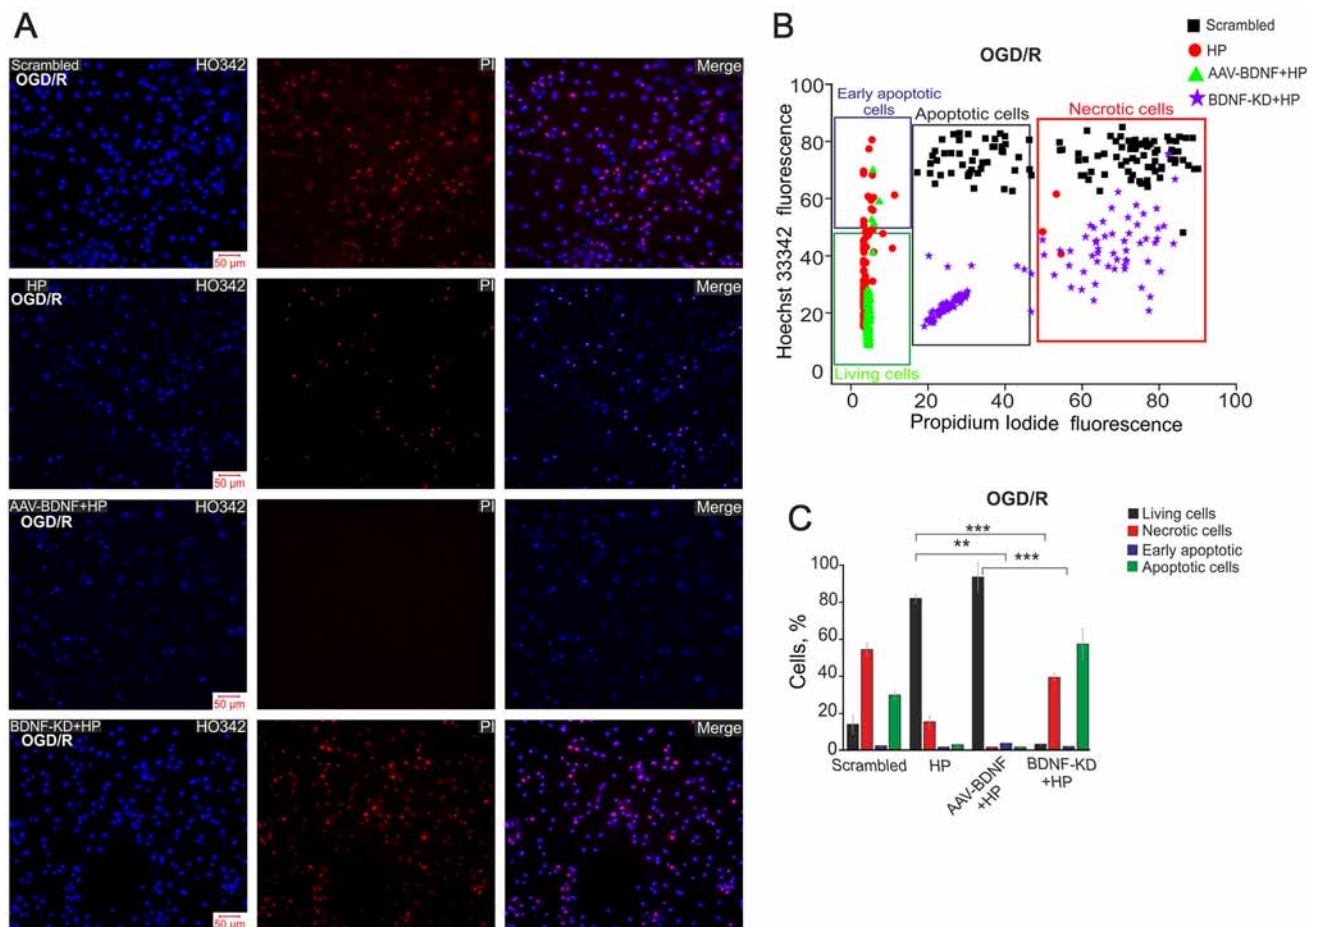 A
Scrambled HO342
OGD/R
50 µm
PI
Merge
HP HO342
OGD/R
50 µm
PI
Merge
AAV-BDNF+HP HO342
OGD/R
50 µm
PI
Merge
BDNF-KD+HP HO342
OGD/R
50 µm
PI
Merge
B
OGD/R
Scrambled
HP
AAV-BDNF+HP
BDNF-KD+HP
Early apoptotic
cells
Apoptotic cells
Necrotic cells
Living cells
Hoechst 33342 fluorescence
100
80
60
40
20
0
0 20 40 60 80 100
Propidium Iodide fluorescence
C
OGD/R
Living cells
Necrotic cells
Early apoptotic
Apoptotic cells
***
**
***
Cells, %
100
80
60
40
20
0
Scrambled
HP
AAV-BDNF
+HP
BDNF-KD
+HP